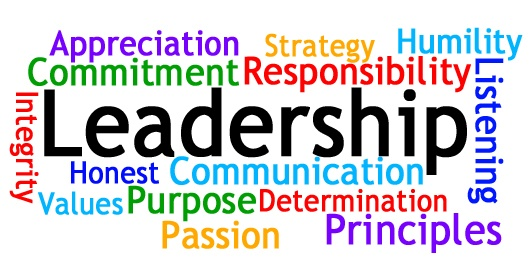 Appreciation Strategy Humility
Commitment Responsibility
Integrity
Leadership
Listening
Honest Communication
Values Purpose Determination
Passion Principles